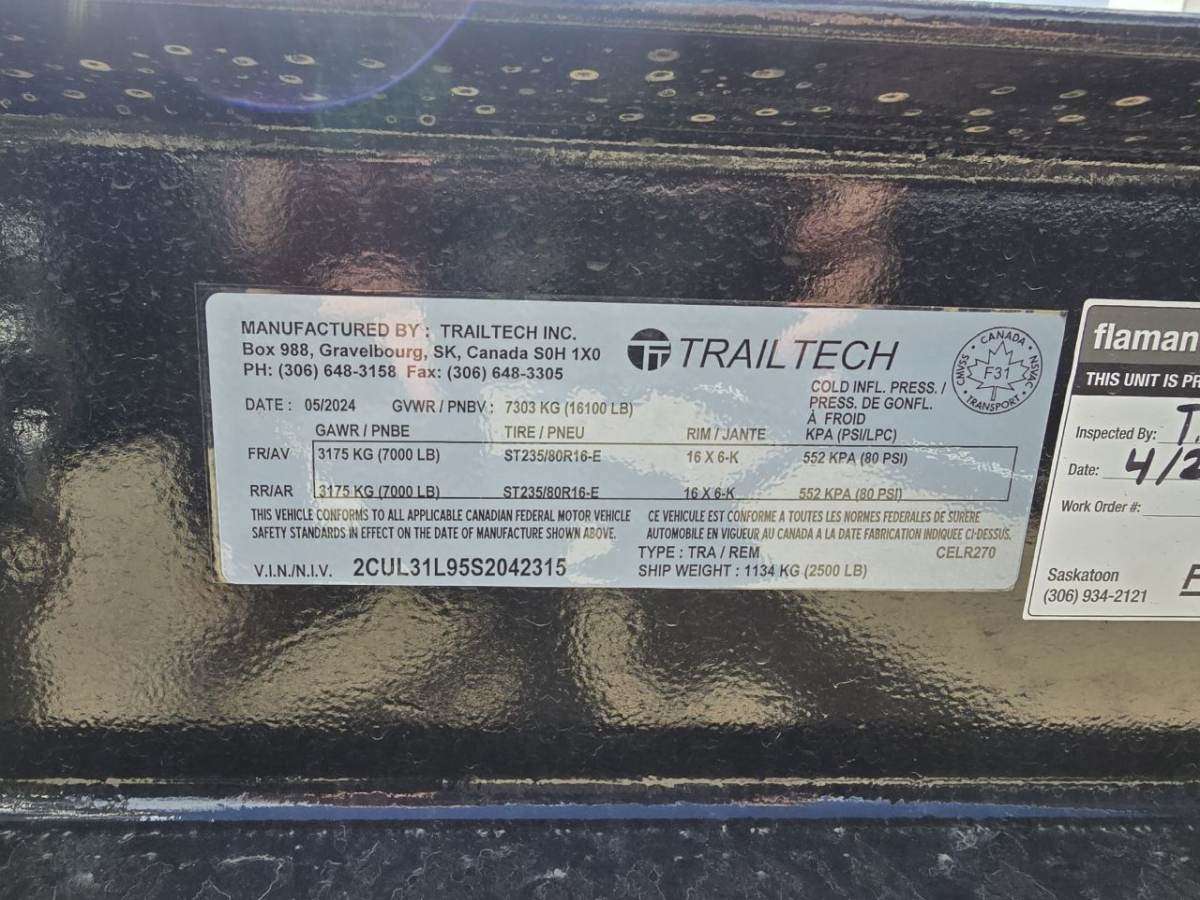 MANUFACTURED BY : TRAILTECH INC.
Box 988, Gravelbourg, SK, Canada S0H 1X0
PH: (306) 648-3158 Fax: (306) 648-3305
TRAILTECH
CANADA
CMVSS
NSVAC
F31
TRANSPORT
DATE : 05/2024 GVWR / PNBV : 7303 KG (16100 LB)
COLD INFL. PRESS. /
PRESS. DE GONFL.
À FROID
GAWR / PNBE TIRE / PNEU RIM / JANTE KPA (PSI/LPC)
FR/AV 3175 KG (7000 LB) ST235/80R16-E 16 X 6-K 552 KPA (80 PSI)
RR/AR 3175 KG (7000 LB) ST235/80R16-E 16 X 6-K 552 KPA (80 PSI)
THIS VEHICLE CONFORMS TO ALL APPLICABLE CANADIAN FEDERAL MOTOR VEHICLE
SAFETY STANDARDS IN EFFECT ON THE DATE OF MANUFACTURE SHOWN ABOVE.
CE VEHICULE EST CONFORME A TOUTES LES NORMES FEDERALES DE SURERE
AUTOMOBILE EN VIGUEUR AU CANADA A LA DATE FABRICATION INDIQUEE CI-DESSUS.
V.I.N./N.I.V. 2CUL31L95S2042315
TYPE : TRA / REM CELR270
SHIP WEIGHT : 1134 KG (2500 LB)
flaman
THIS UNIT IS PR
Inspected By: T
Date: 4/2
Work Order #:
Saskatoon
(306) 934-2121